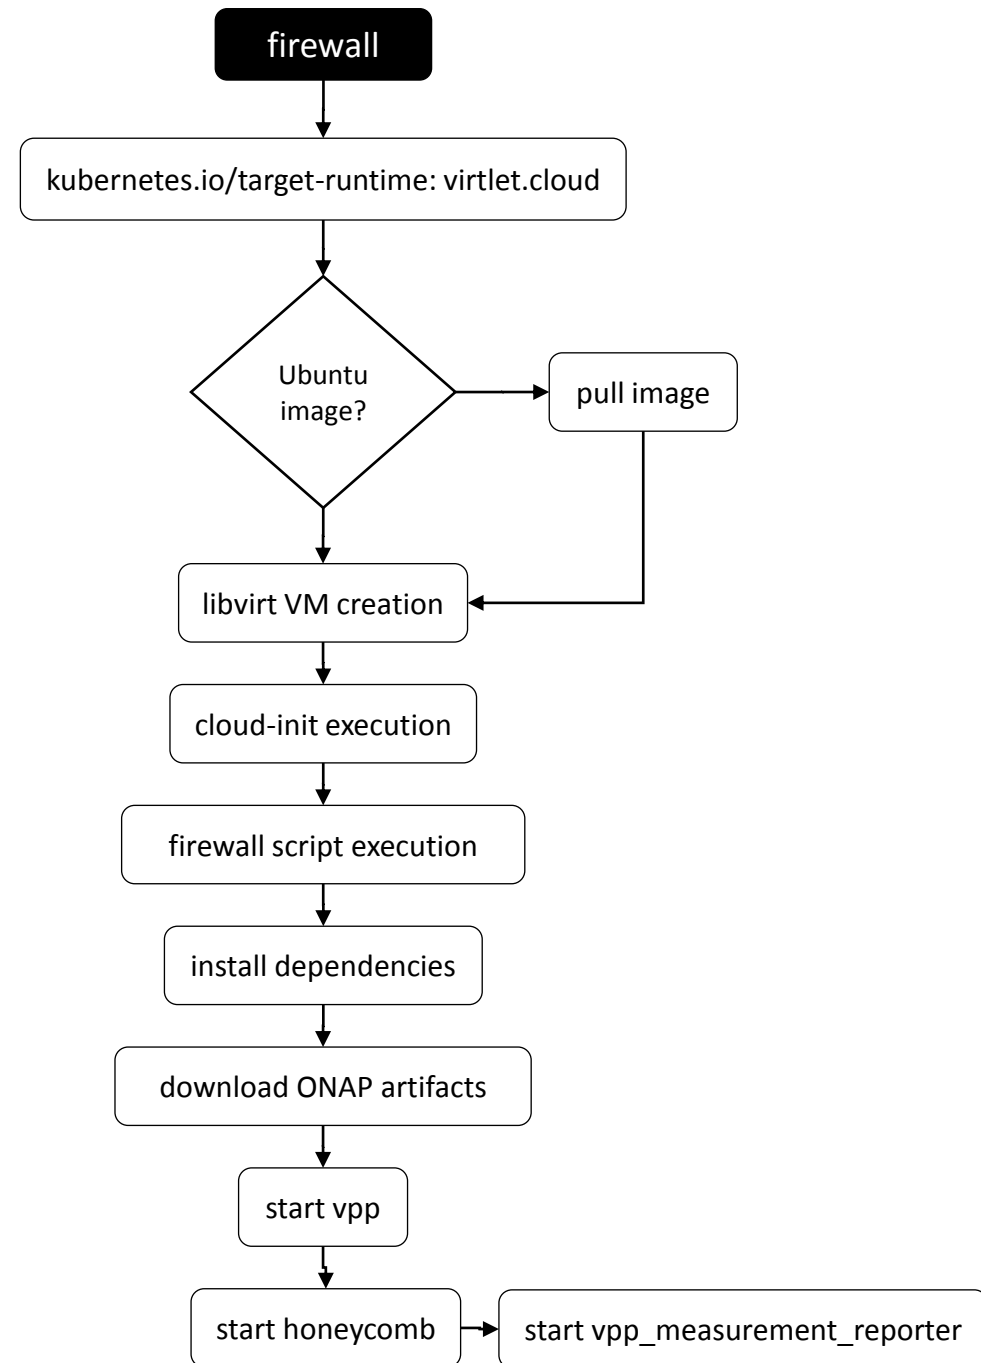 firewall
kubernetes.io/target-runtime: virtlet.cloud
Ubuntu
image?
pull image
libvirt VM creation
cloud-init execution
firewall script execution
install dependencies
download ONAP artifacts
start vpp
start honeycomb
start vpp_measurement_reporter